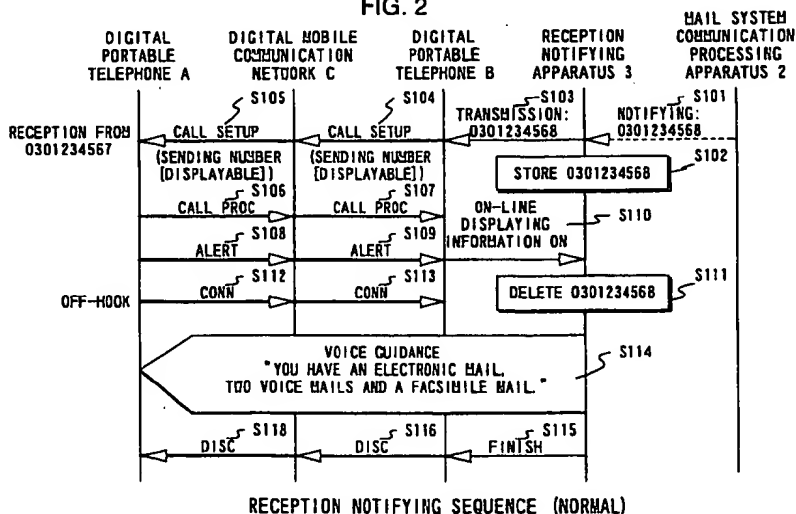 FIG. 2
DIGITAL PORTABLE TELEPHONE A
DIGITAL MOBILE COMMUNICATION NETWORK C
DIGITAL PORTABLE TELEPHONE B
RECEPTION NOTIFYING APPARATUS 3
MAIL SYSTEM COMMUNICATION PROCESSING APPARATUS 2
S105
S104
S103
S101
RECEPTION FROM 0301234567
CALL SETUP
CALL SETUP
TRANSMISSION: 0301234568
NOTIFYING: 0301234568
(SENDING NUMBER [DISPLAYABLE])
(SENDING NUMBER [DISPLAYABLE])
STORE 0301234568
S102
S106
S107
CALL PROC
CALL PROC
ON-LINE DISPLAYING INFORMATION ON
S110
S108
S109
ALERT
ALERT
S112
S113
OFF-HOOK
CONN
CONN
DELETE 0301234568
S111
VOICE GUIDANCE
"YOU HAVE AN ELECTRONIC MAIL,
TWO VOICE MAILS AND A FACSIMILE MAIL."
S114
S118
S116
S115
DISC
DISC
FINISH
RECEPTION NOTIFYING SEQUENCE (NORMAL)